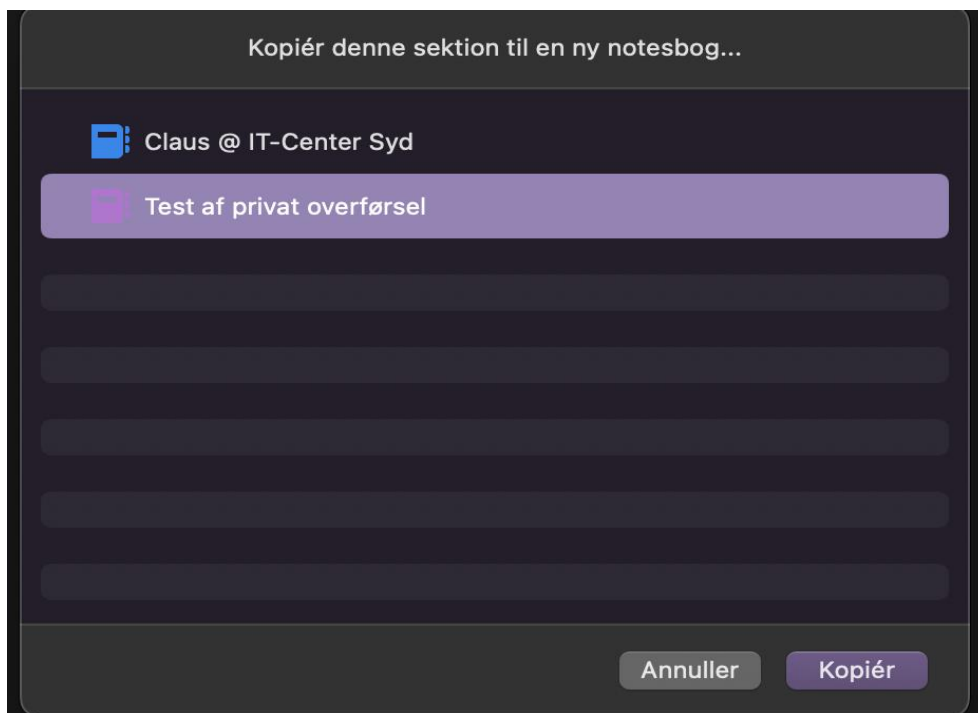 Kopiér denne sektion til en ny notesbog...
Claus @ IT-Center Syd
Test af privat overførsel
Annuller
Kopiér